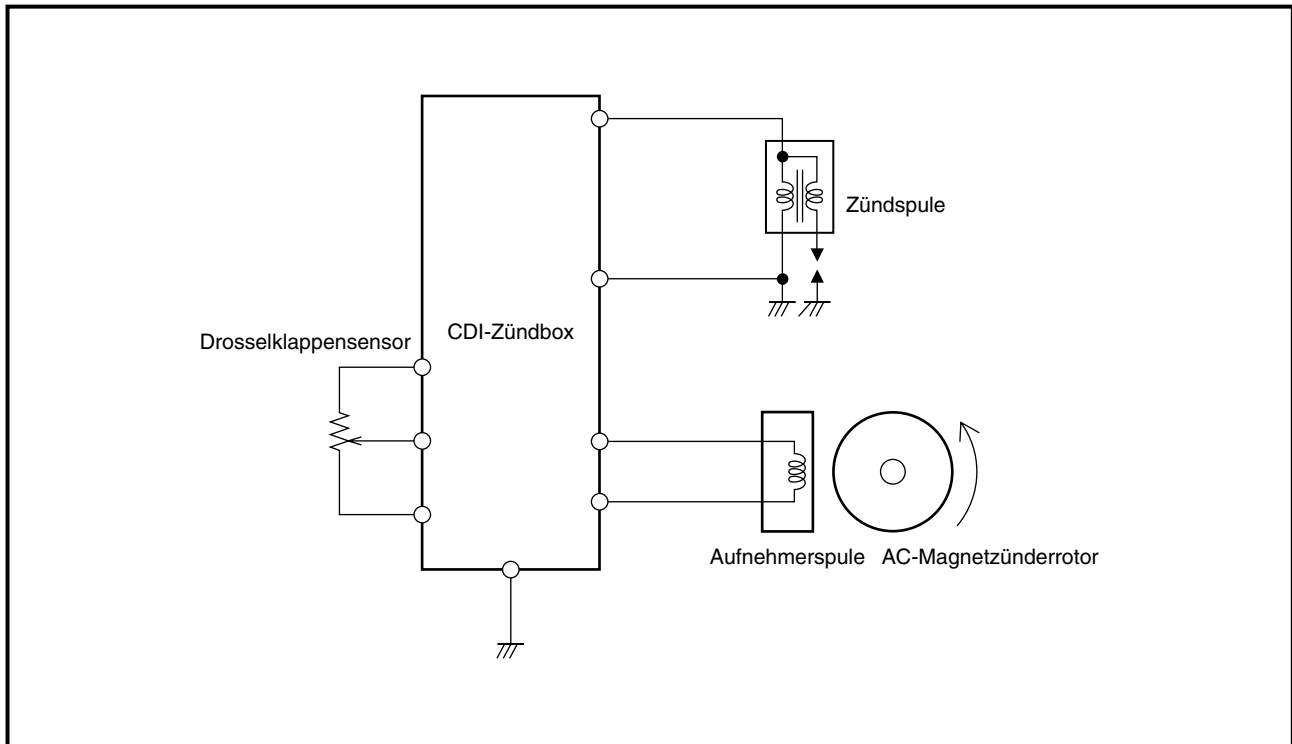 Zündspule
CDI-Zündbox
Drosselklappensensor
Aufnehmerspule
AC-Magnetzünderrotor